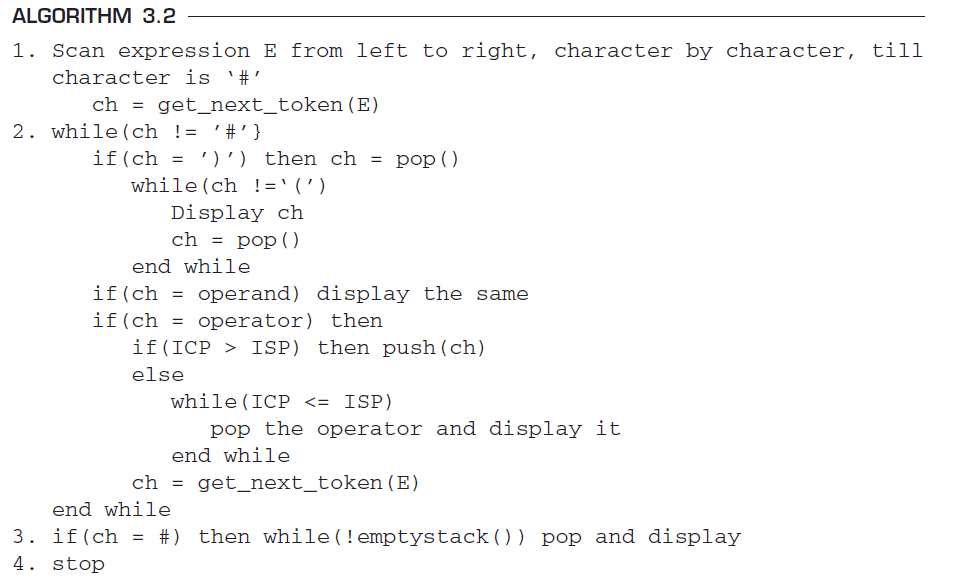 ALGORITHM 3.2
1. Scan expression E from left to right, character by character, till
character is ‘#’
ch = get_next_token(E)
2. while(ch != ’#’}
if(ch = ’)’) then ch = pop()
while(ch !=‘(’)
Display ch
ch = pop()
end while
if(ch = operand) display the same
if(ch = operator) then
if(ICP > ISP) then push(ch)
else
while(ICP <= ISP)
pop the operator and display it
end while
ch = get_next_token(E)
end while
3. if(ch = #) then while(!emptystack()) pop and display
4. stop